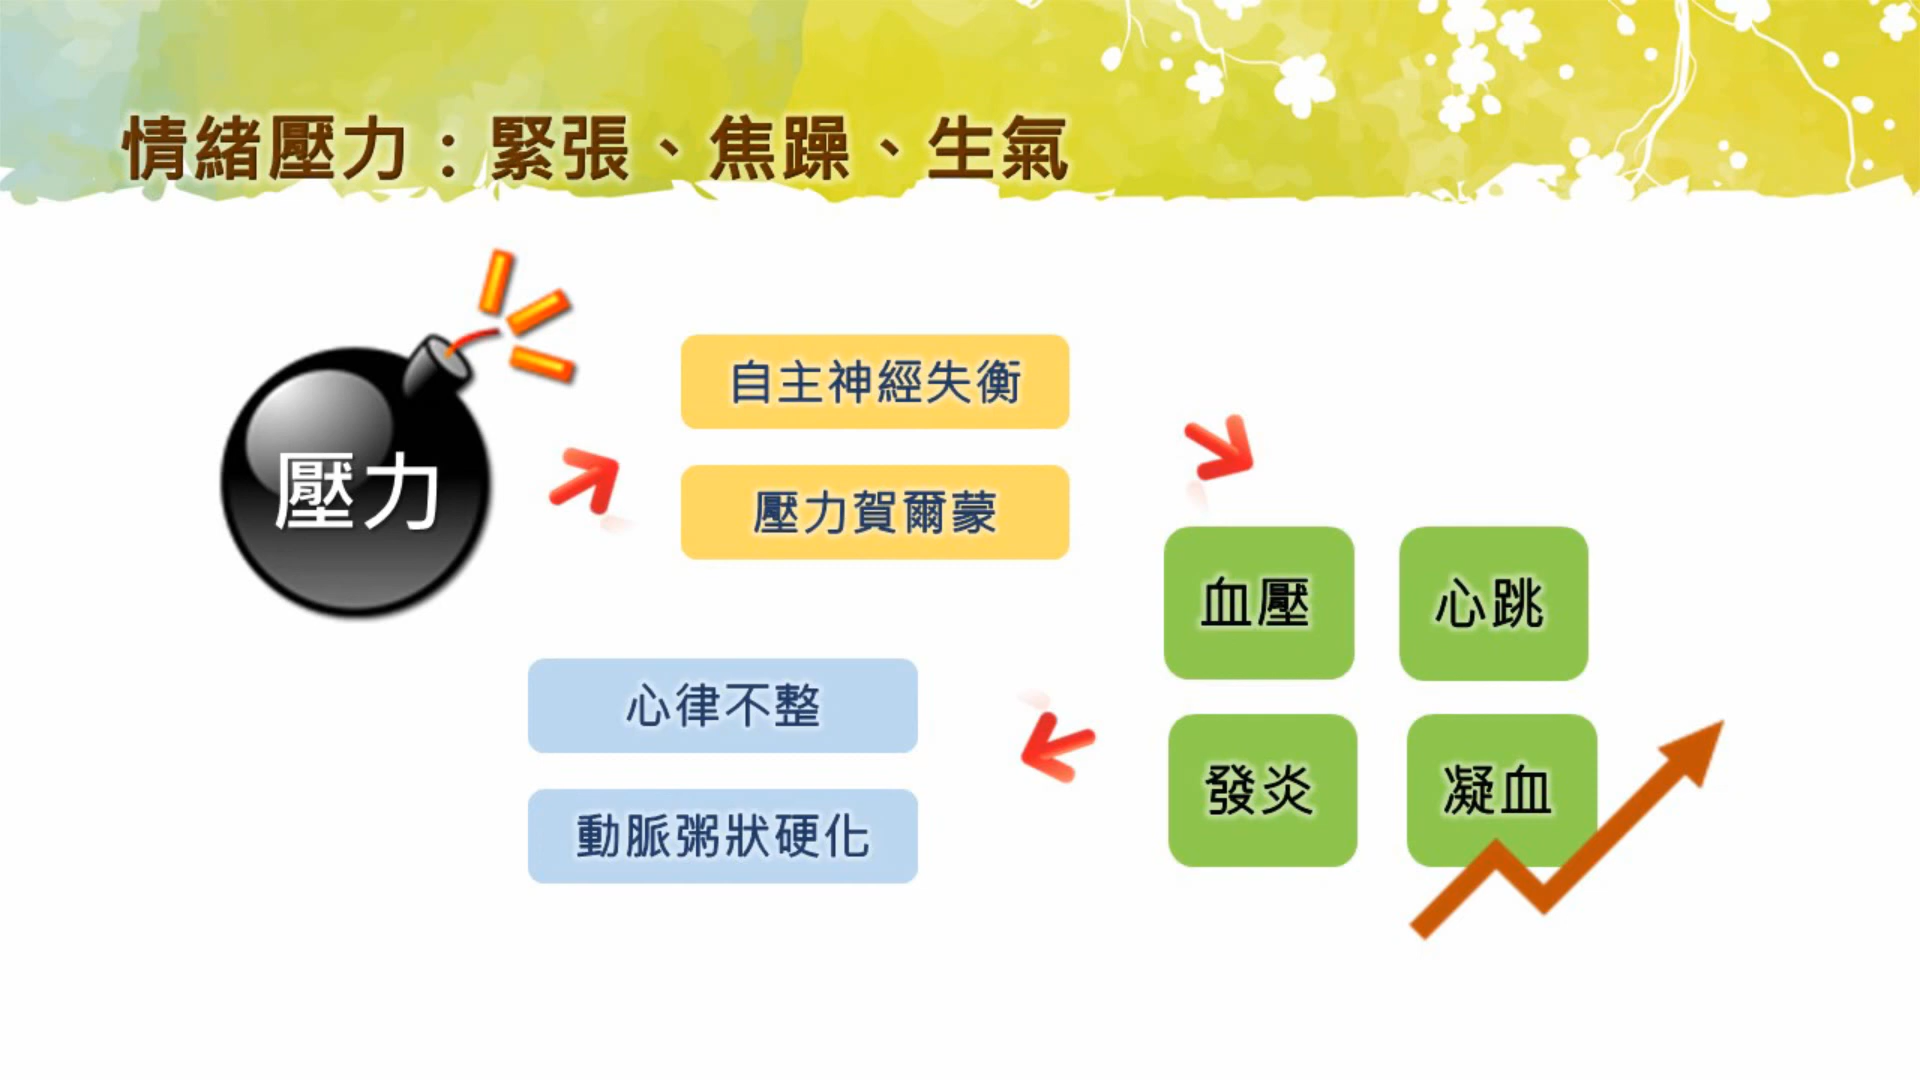 情緒壓力：緊張、焦躁、生氣
壓力
自主神經失衡
壓力賀爾蒙
血壓
心跳
發炎
凝血
心律不整
動脈粥狀硬化